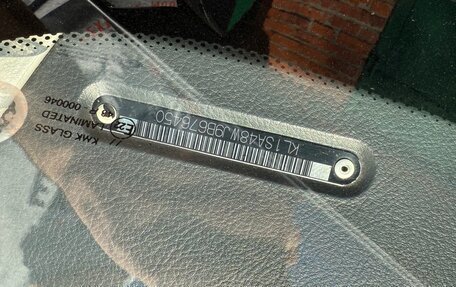 KL1SA48WJ9B676450
KMK GLASS
LAMINATED
000046